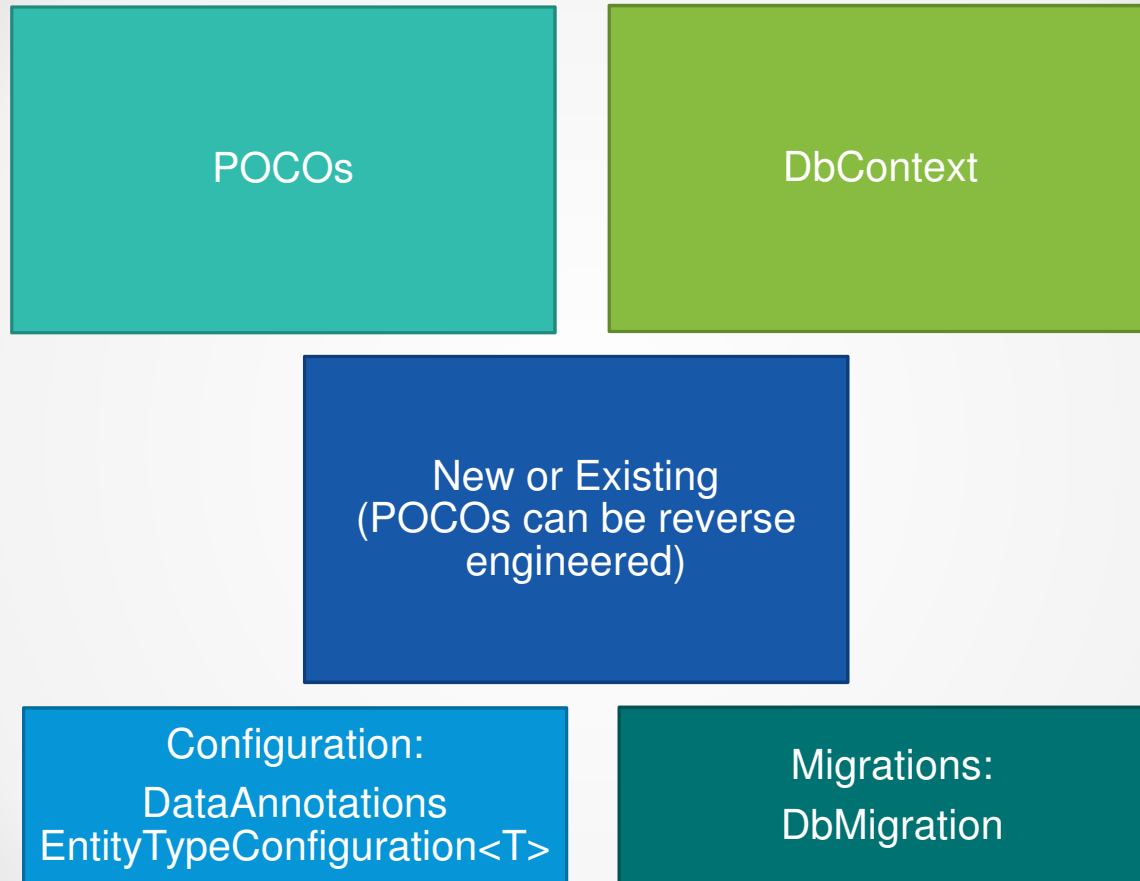 POCOs
DbContext
New or Existing
(POCOs can be reverse
engineered)
Configuration:
DataAnnotations
EntityTypeConfiguration<T>
Migrations:
DbMigration